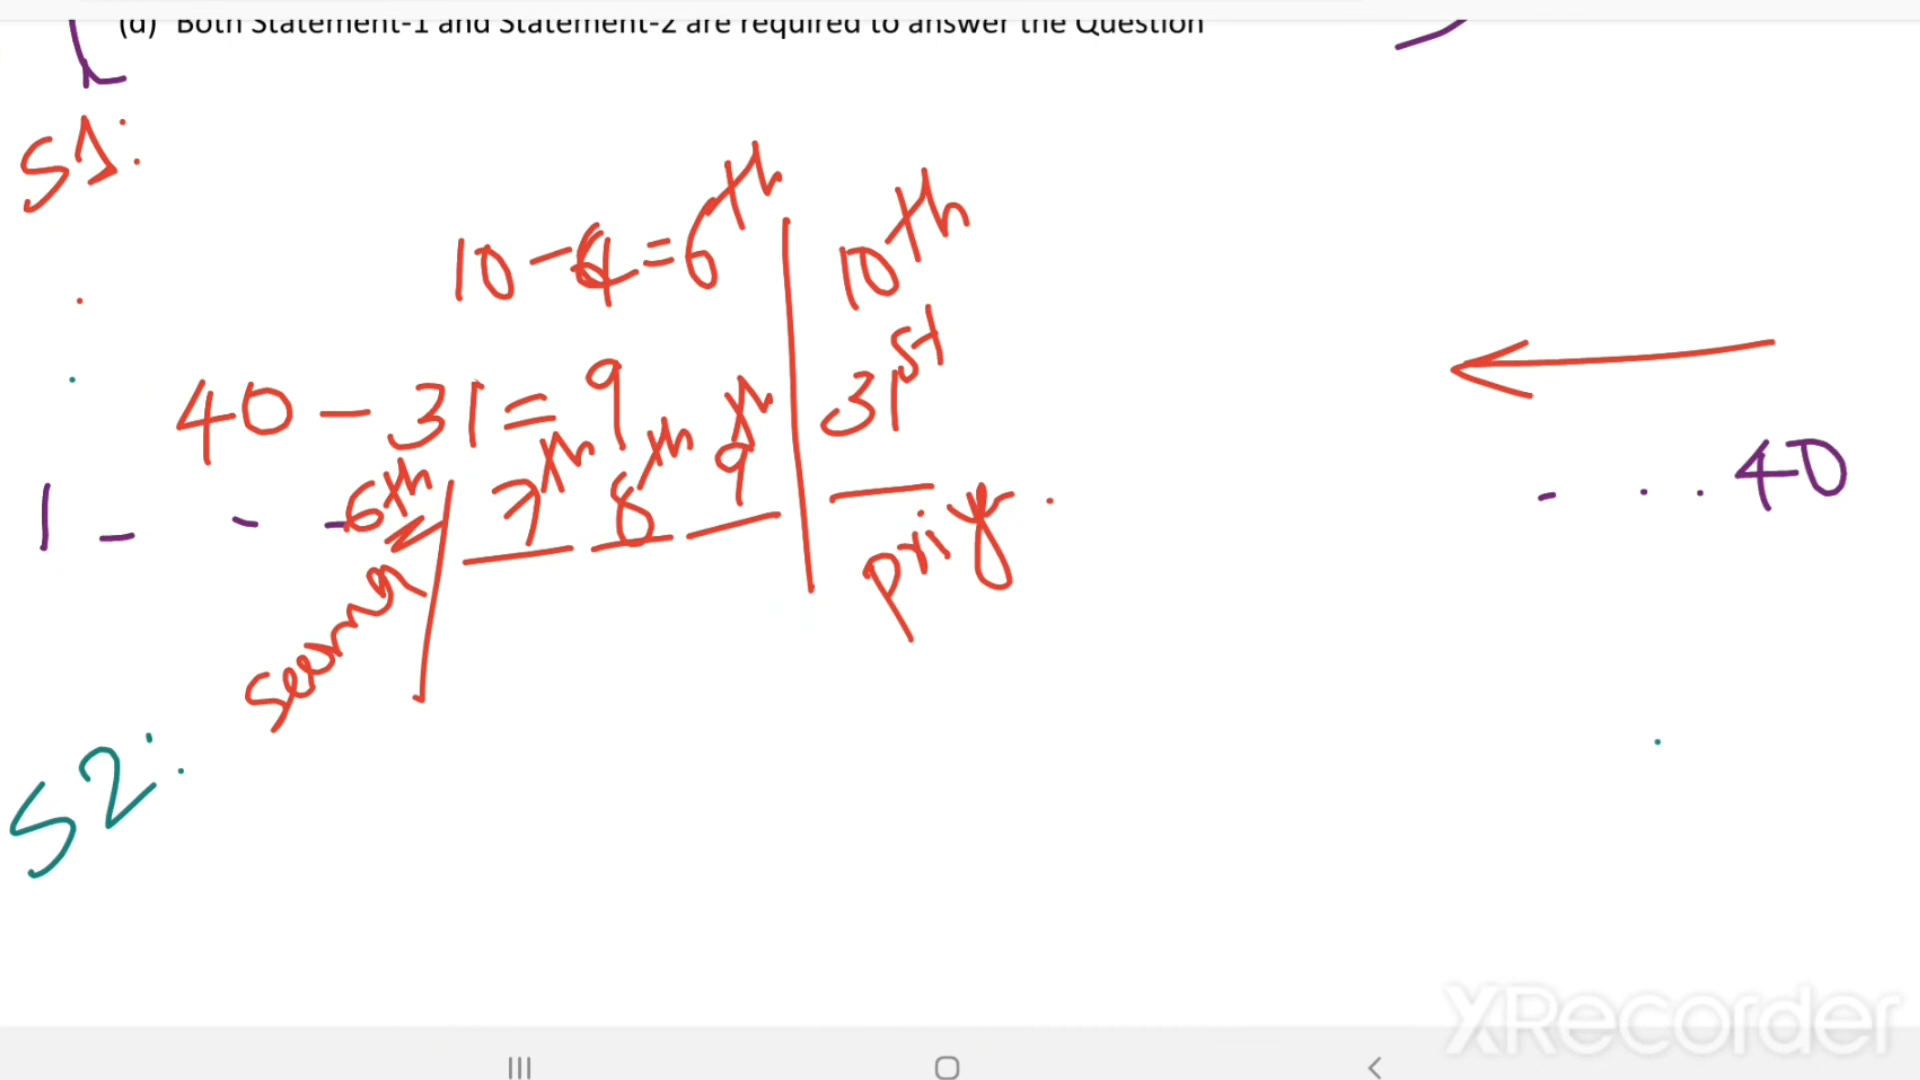 (d) Both Statement-1 and Statement-2 are required to answer the Question
S1:
10 - 4 = 6th 10th
40 - 31 = 9 31st
1 - - - 6th 7th 8th 9th - . . 40
seema priya
S2:
XRecorder